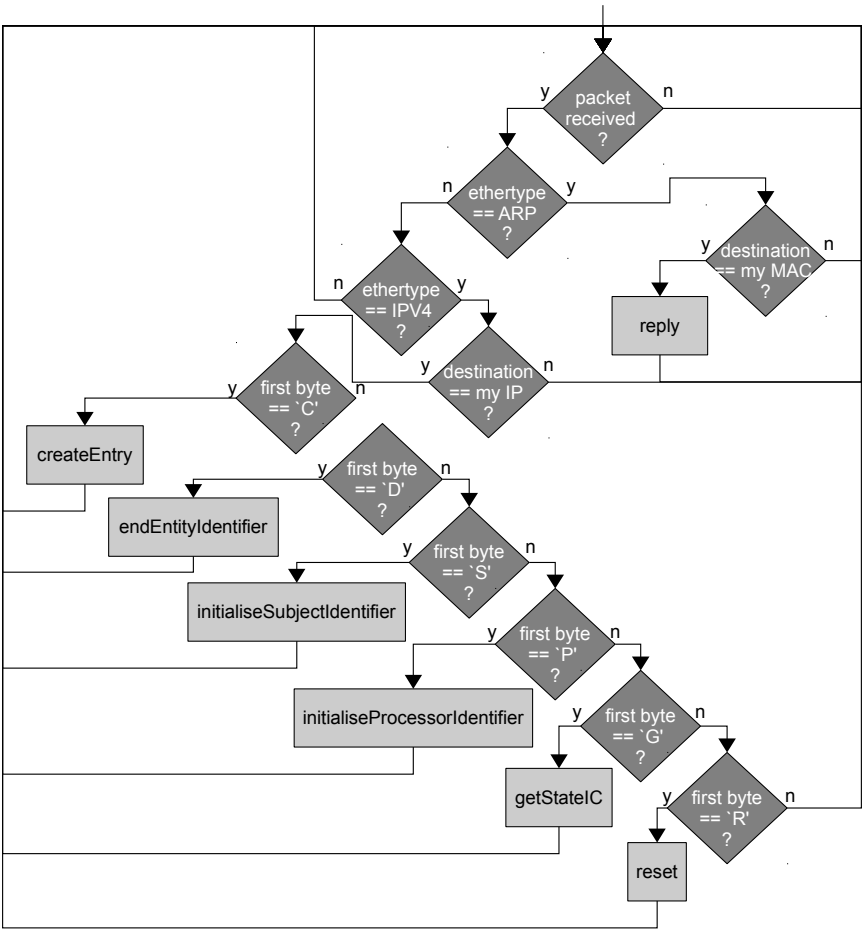 y
n
packet
received
?
n
y
ethertype
== ARP
?
y
n
destination
== my MAC
?
n
y
ethertype
== IPV4
?
reply
y
n
destination
== my IP
?
y
n
first byte
== `C'
?
createEntry
y
n
first byte
== `D'
?
endEntityIdentifier
y
n
first byte
== `S'
?
initialiseSubjectIdentifier
y
n
first byte
== `P'
?
initialiseProcessorIdentifier
y
n
first byte
== `G'
?
getStateIC
y
n
first byte
== `R'
?
reset